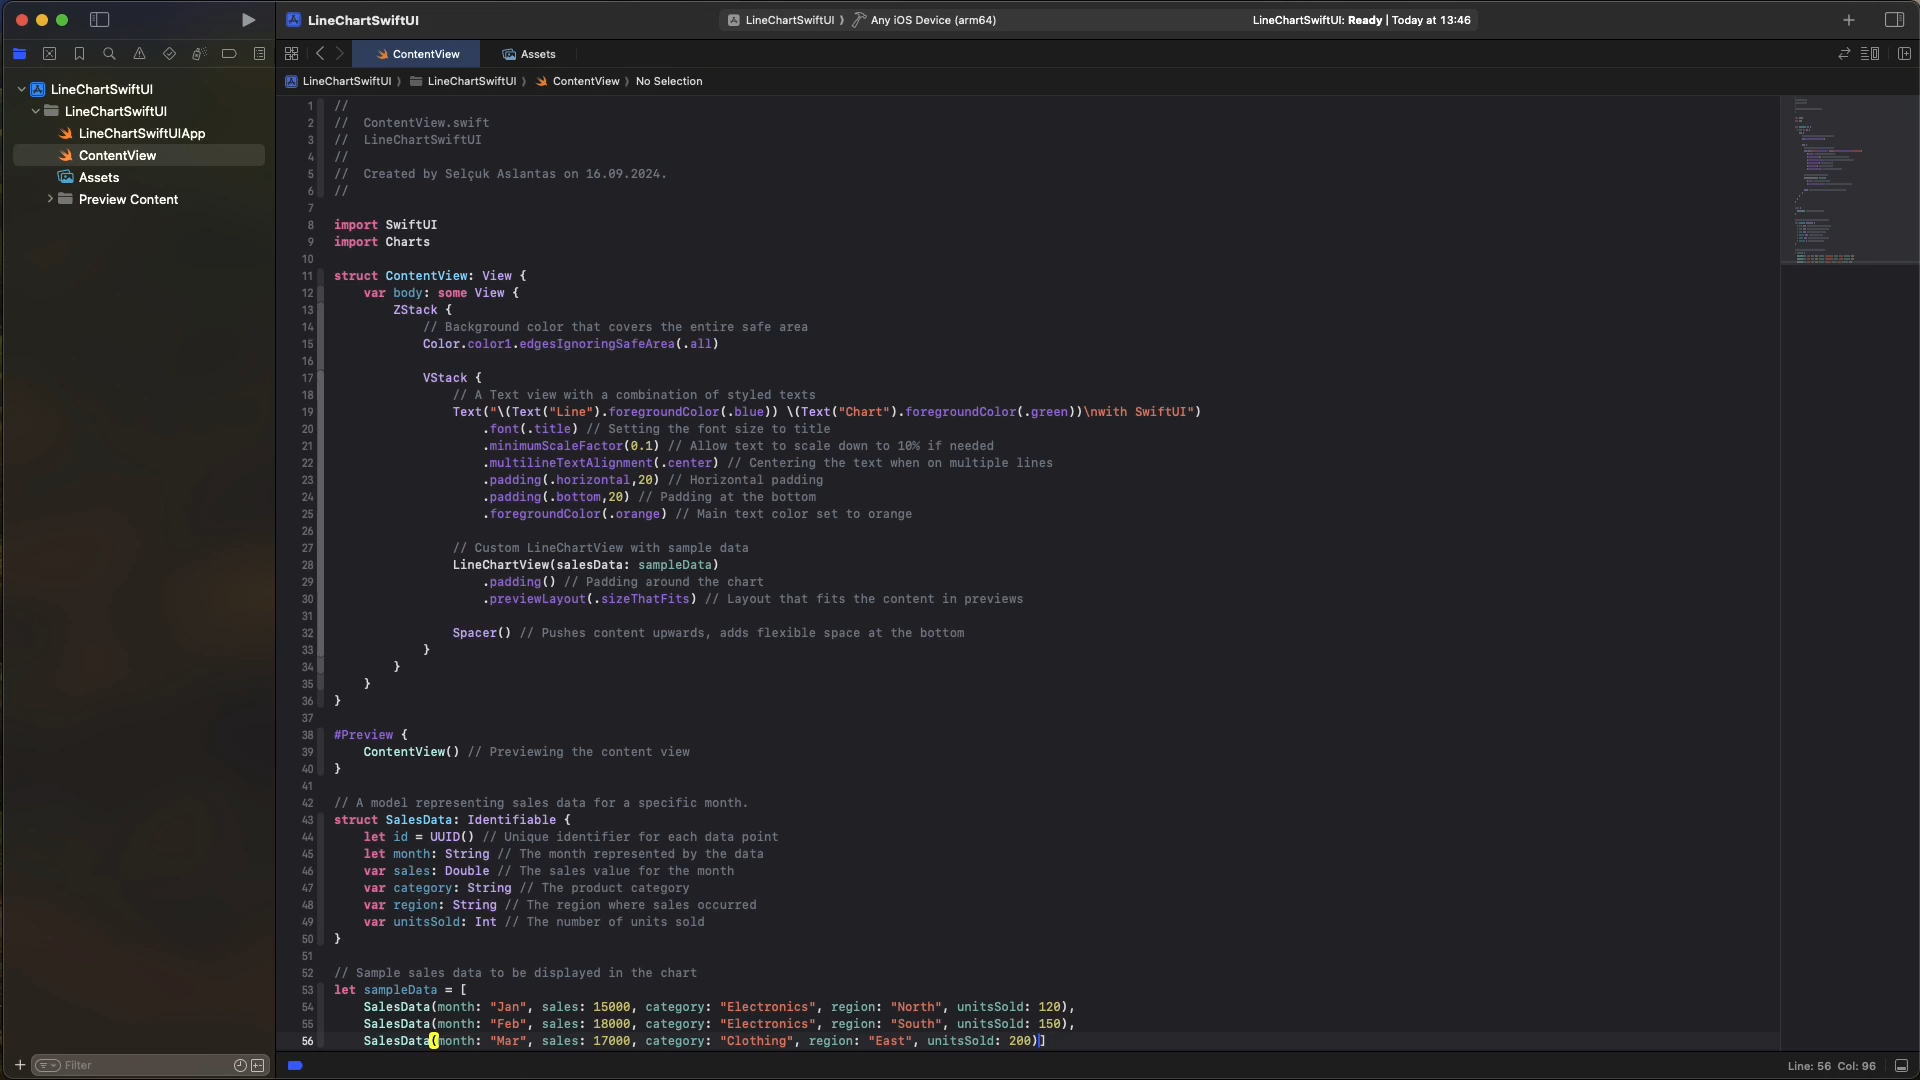 LineChartSwiftUI
LineChartSwiftUI 〉 Any iOS Device (arm64)
LineChartSwiftUI: Ready | Today at 13:46
ContentView
Assets
LineChartSwiftUI 〉 LineChartSwiftUI 〉 ContentView 〉 No Selection
LineChartSwiftUI
LineChartSwiftUI
LineChartSwiftUIApp
ContentView
Assets
Preview Content
1 //
2 //  ContentView.swift
3 //  LineChartSwiftUI
4 //
5 //  Created by Selçuk Aslantas on 16.09.2024.
6 //
7
8 import SwiftUI
9 import Charts
10
11 struct ContentView: View {
12     var body: some View {
13         ZStack {
14             // Background color that covers the entire safe area
15             Color.color1.edgesIgnoringSafeArea(.all)
16
17             VStack {
18                 // A Text view with a combination of styled texts
19                 Text("\(Text("Line").foregroundColor(.blue)) \(Text("Chart").foregroundColor(.green))\nwith SwiftUI")
20                     .font(.title) // Setting the font size to title
21                     .minimumScaleFactor(0.1) // Allow text to scale down to 10% if needed
22                     .multilineTextAlignment(.center) // Centering the text when on multiple lines
23                     .padding(.horizontal,20) // Horizontal padding
24                     .padding(.bottom,20) // Padding at the bottom
25                     .foregroundColor(.orange) // Main text color set to orange
26
27                 // Custom LineChartView with sample data
28                 LineChartView(salesData: sampleData)
29                     .padding() // Padding around the chart
30                     .previewLayout(.sizeThatFits) // Layout that fits the content in previews
31
32                 Spacer() // Pushes content upwards, adds flexible space at the bottom
33             }
34         }
35     }
36 }
37
38 #Preview {
39     ContentView() // Previewing the content view
40 }
41
42 // A model representing sales data for a specific month.
43 struct SalesData: Identifiable {
44     let id = UUID() // Unique identifier for each data point
45     let month: String // The month represented by the data
46     var sales: Double // The sales value for the month
47     var category: String // The product category
48     var region: String // The region where sales occurred
49     var unitsSold: Int // The number of units sold
50 }
51
52 // Sample sales data to be displayed in the chart
53 let sampleData = [
54     SalesData(month: "Jan", sales: 15000, category: "Electronics", region: "North", unitsSold: 120),
55     SalesData(month: "Feb", sales: 18000, category: "Electronics", region: "South", unitsSold: 150),
56     SalesData(month: "Mar", sales: 17000, category: "Clothing", region: "East", unitsSold: 200)]
Filter
Line: 56 Col: 96